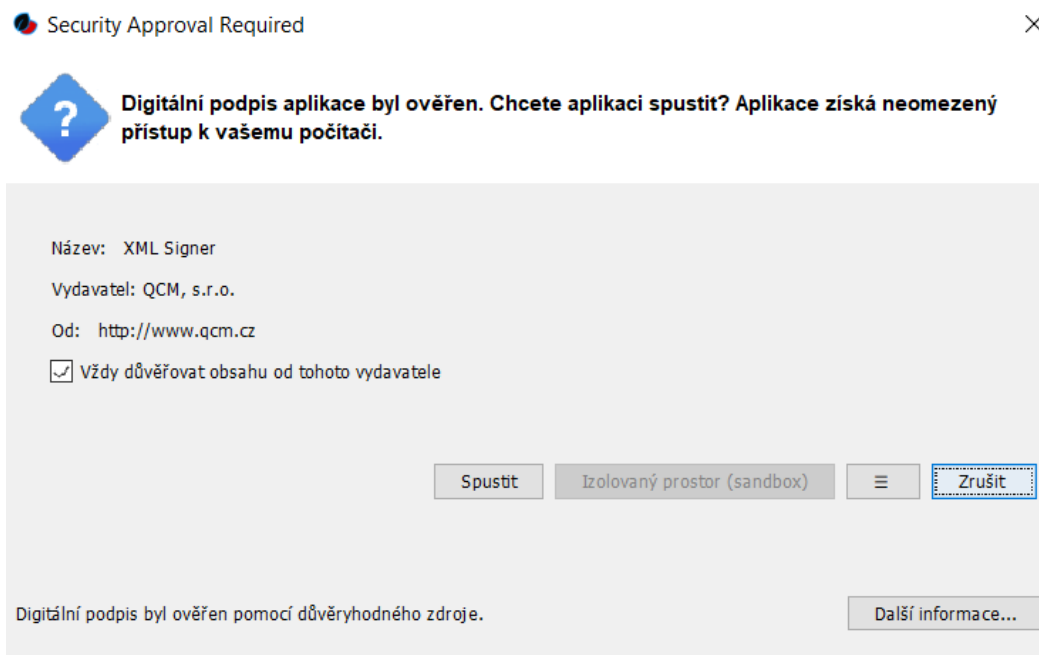 Security Approval Required
?
Digitální podpis aplikace byl ověřen. Chcete aplikaci spustit? Aplikace získá neomezený
přístup k vašemu počítači.
Název: XML Signer
Vydavatel: QCM, s.r.o.
Od: http://www.qcm.cz
Vždy důvěřovat obsahu od tohoto vydavatele
Spustit Izolovaný prostor (sandbox) ☰ Zrušit
Digitální podpis byl ověřen pomocí důvěryhodného zdroje. Další informace...